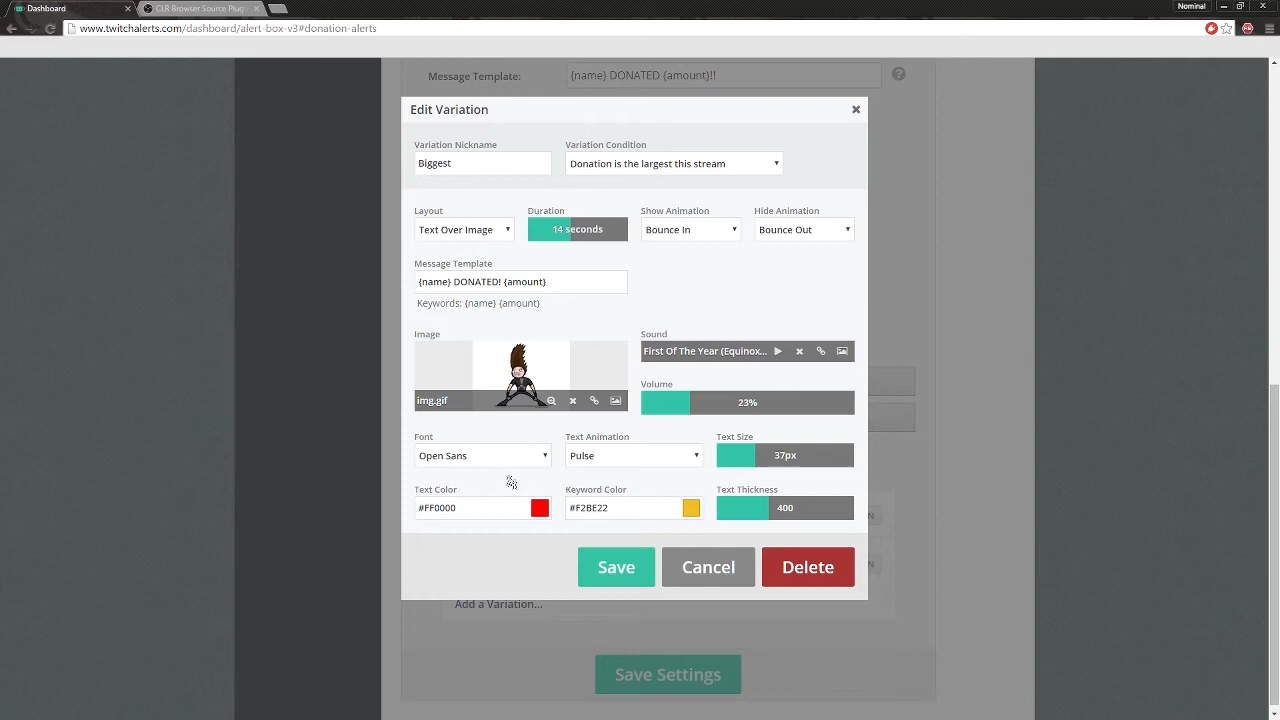 Dashboard
CLR Browser Source Plug
Nominal
www.twitchalerts.com/dashboard/alert-box-v3#donation-alerts
Message Template: {name} DONATED {amount}!!
Edit Variation
Variation Nickname Variation Condition
Biggest Donation is the largest this stream
Layout Duration Show Animation Hide Animation
Text Over Image 14 seconds Bounce In Bounce Out
Message Template
{name} DONATED! {amount}
Keywords: {name} {amount}
Image Sound
First Of The Year (Equinox...
Volume
img.gif 23%
Font Text Animation Text Size
Open Sans Pulse 37px
Text Color Keyword Color Text Thickness
#FF0000 #F2BE22 400
Save Cancel Delete
Add a Variation...
Save Settings